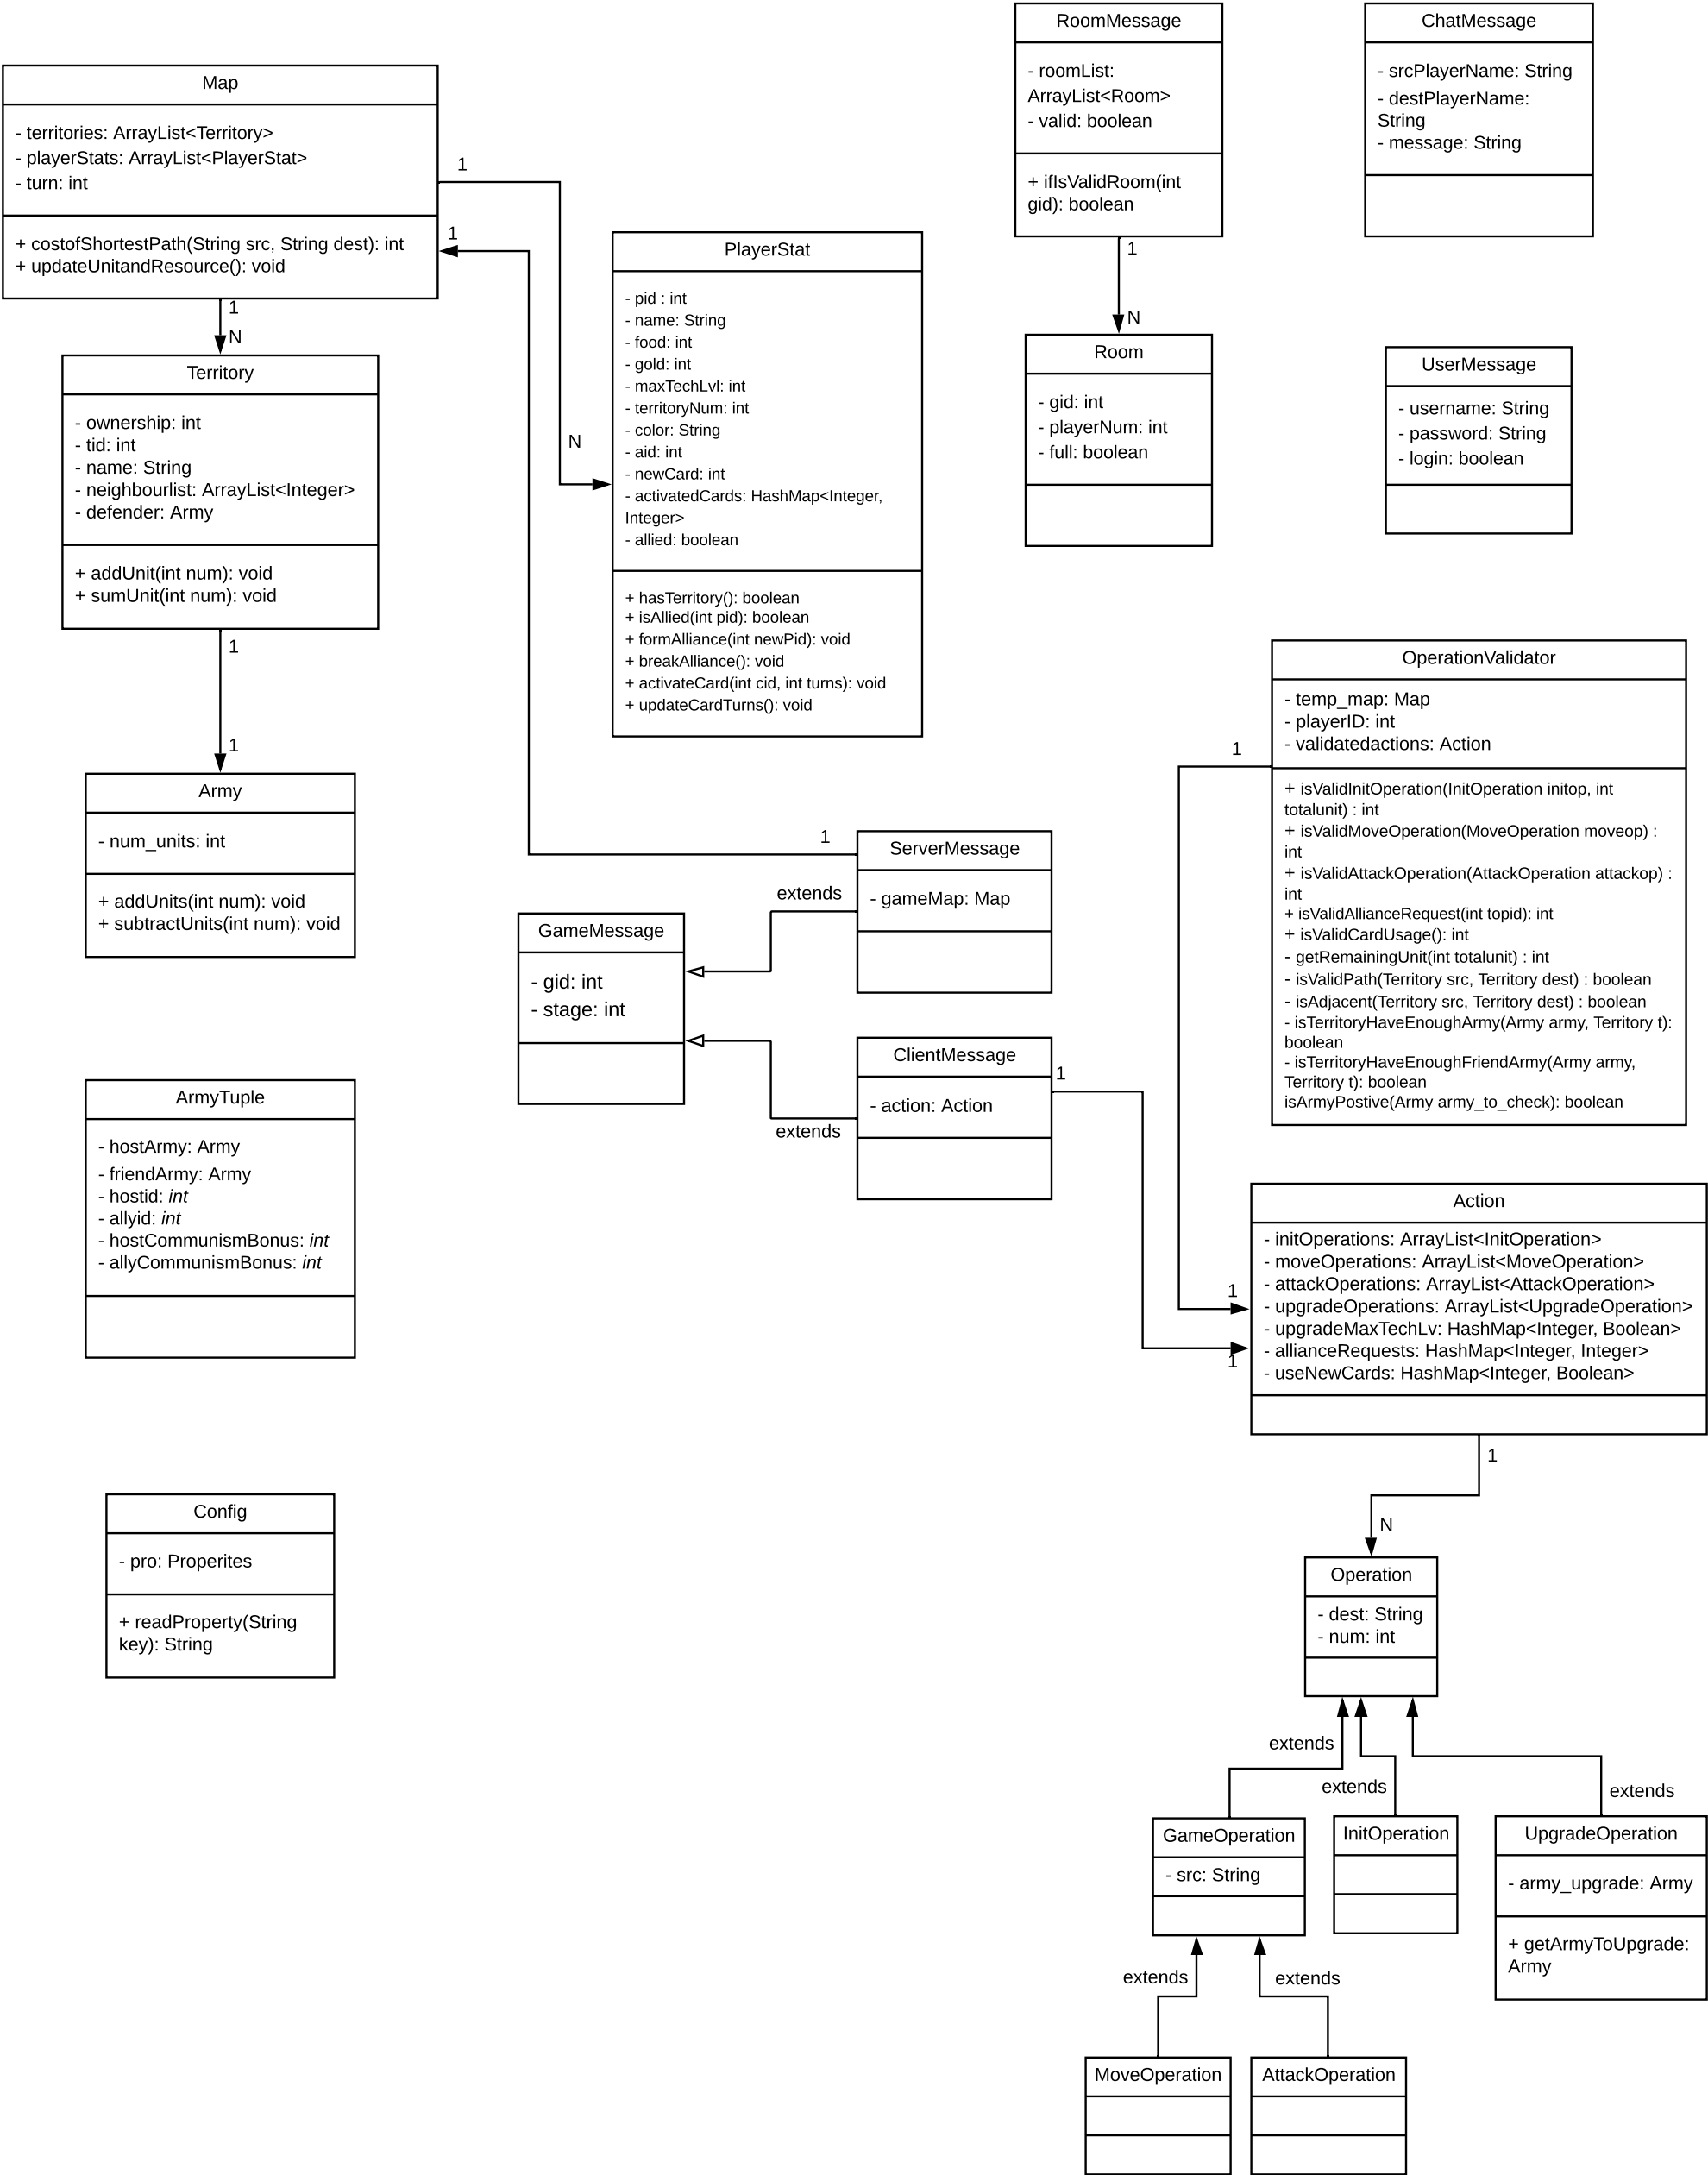 Map
- territories: ArrayList<Territory>
- playerStats: ArrayList<PlayerStat>
- turn: int
+ costofShortestPath(String src, String dest): int
+ updateUnitandResource(): void
1
1
1
N
Territory
- ownership: int
- tid: int
- name: String
- neighbourlist: ArrayList<Integer>
- defender: Army
+ addUnit(int num): void
+ sumUnit(int num): void
1
1
Army
- num_units: int
+ addUnits(int num): void
+ subtractUnits(int num): void
ArmyTuple
- hostArmy: Army
- friendArmy: Army
- hostid: int
- allyid: int
- hostCommunismBonus: int
- allyCommunismBonus: int
Config
- pro: Properites
+ readProperty(String
key): String
N
PlayerStat
- pid : int
- name: String
- food: int
- gold: int
- maxTechLvl: int
- territoryNum: int
- color: String
- aid: int
- newCard: int
- activatedCards: HashMap<Integer,
Integer>
- allied: boolean
+ hasTerritory(): boolean
+ isAllied(int pid): boolean
+ formAlliance(int newPid): void
+ breakAlliance(): void
+ activateCard(int cid, int turns): void
+ updateCardTurns(): void
RoomMessage
- roomList:
ArrayList<Room>
- valid: boolean
+ ifIsValidRoom(int
gid): boolean
1
N
Room
- gid: int
- playerNum: int
- full: boolean
ChatMessage
- srcPlayerName: String
- destPlayerName:
String
- message: String
UserMessage
- username: String
- password: String
- login: boolean
1
ServerMessage
- gameMap: Map
extends
GameMessage
- gid: int
- stage: int
ClientMessage
- action: Action
extends
1
OperationValidator
- temp_map: Map
- playerID: int
- validatedactions: Action
+ isValidInitOperation(InitOperation initop, int
totalunit) : int
+ isValidMoveOperation(MoveOperation moveop) :
int
+ isValidAttackOperation(AttackOperation attackop) :
int
+ isValidAllianceRequest(int topid): int
+ isValidCardUsage(): int
- getRemainingUnit(int totalunit) : int
- isValidPath(Territory src, Territory dest) : boolean
- isAdjacent(Territory src, Territory dest) : boolean
- isTerritoryHaveEnoughArmy(Army army, Territory t):
boolean
- isTerritoryHaveEnoughFriendArmy(Army army,
Territory t): boolean
isArmyPostive(Army army_to_check): boolean
1
1
1
Action
- initOperations: ArrayList<InitOperation>
- moveOperations: ArrayList<MoveOperation>
- attackOperations: ArrayList<AttackOperation>
- upgradeOperations: ArrayList<UpgradeOperation>
- upgradeMaxTechLv: HashMap<Integer, Boolean>
- allianceRequests: HashMap<Integer, Integer>
- useNewCards: HashMap<Integer, Boolean>
1
N
Operation
- dest: String
- num: int
extends
extends
extends
GameOperation
- src: String
InitOperation
UpgradeOperation
- army_upgrade: Army
+ getArmyToUpgrade:
Army
extends
extends
MoveOperation
AttackOperation